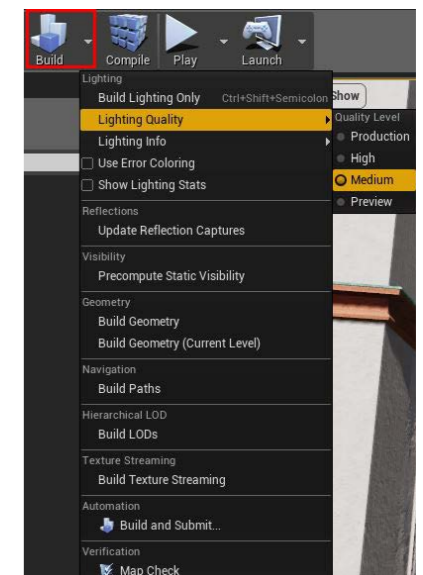 Build Compile Play Launch
Lighting
Build Lighting Only Ctrl+Shift+Semicolon
Show
Lighting Quality
Quality Level
Production
Lighting Info
High
Use Error Coloring
Medium
Show Lighting Stats
Preview
Reflections
Update Reflection Captures
Visibility
Precompute Static Visibility
Geometry
Build Geometry
Build Geometry (Current Level)
Navigation
Build Paths
Hierarchical LOD
Build LODs
Texture Streaming
Build Texture Streaming
Automation
Build and Submit...
Verification
Map Check